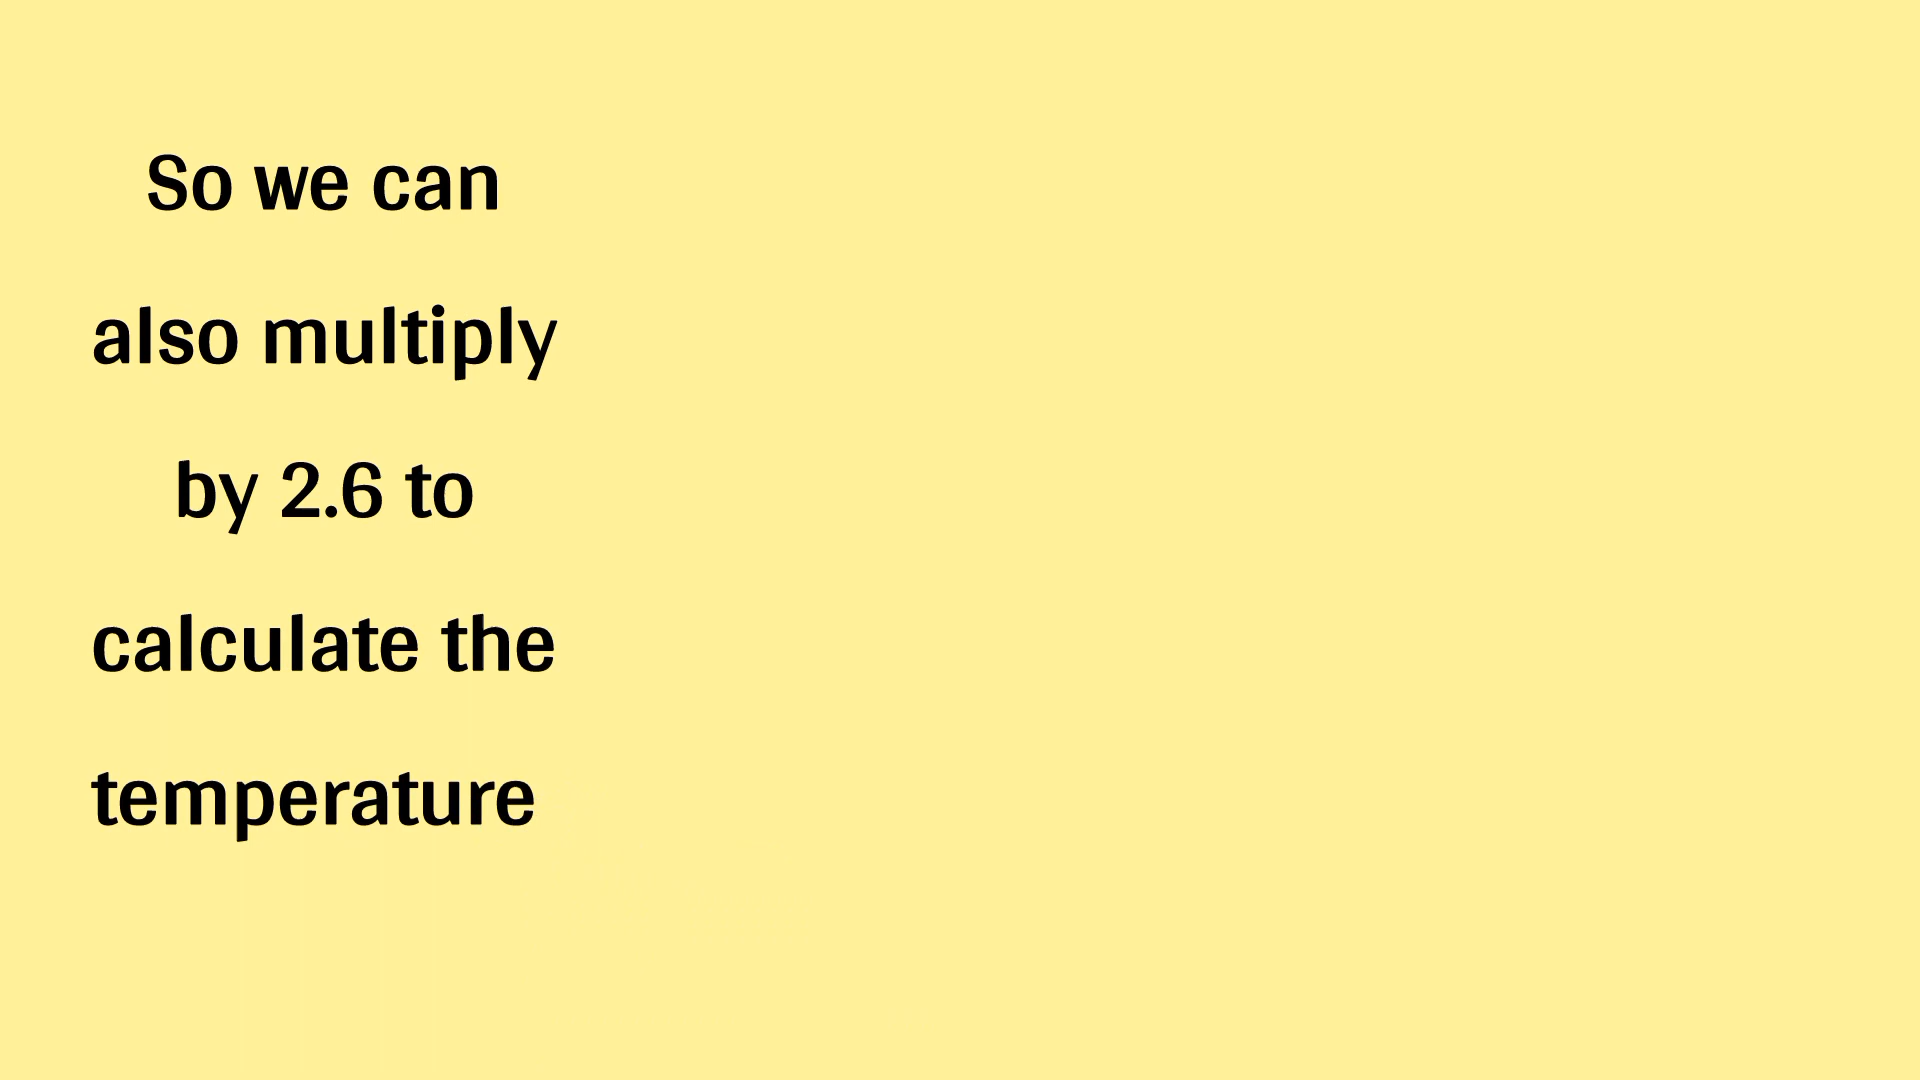 So we can
also multiply
by 2.6 to
calculate the
temperature